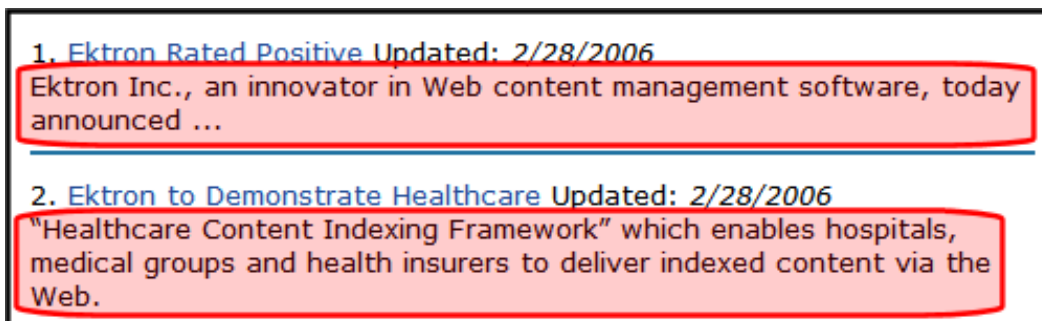 1. Ektron Rated Positive Updated: 2/28/2006
Ektron Inc., an innovator in Web content management software, today
announced ...
2. Ektron to Demonstrate Healthcare Updated: 2/28/2006
“Healthcare Content Indexing Framework” which enables hospitals,
medical groups and health insurers to deliver indexed content via the
Web.